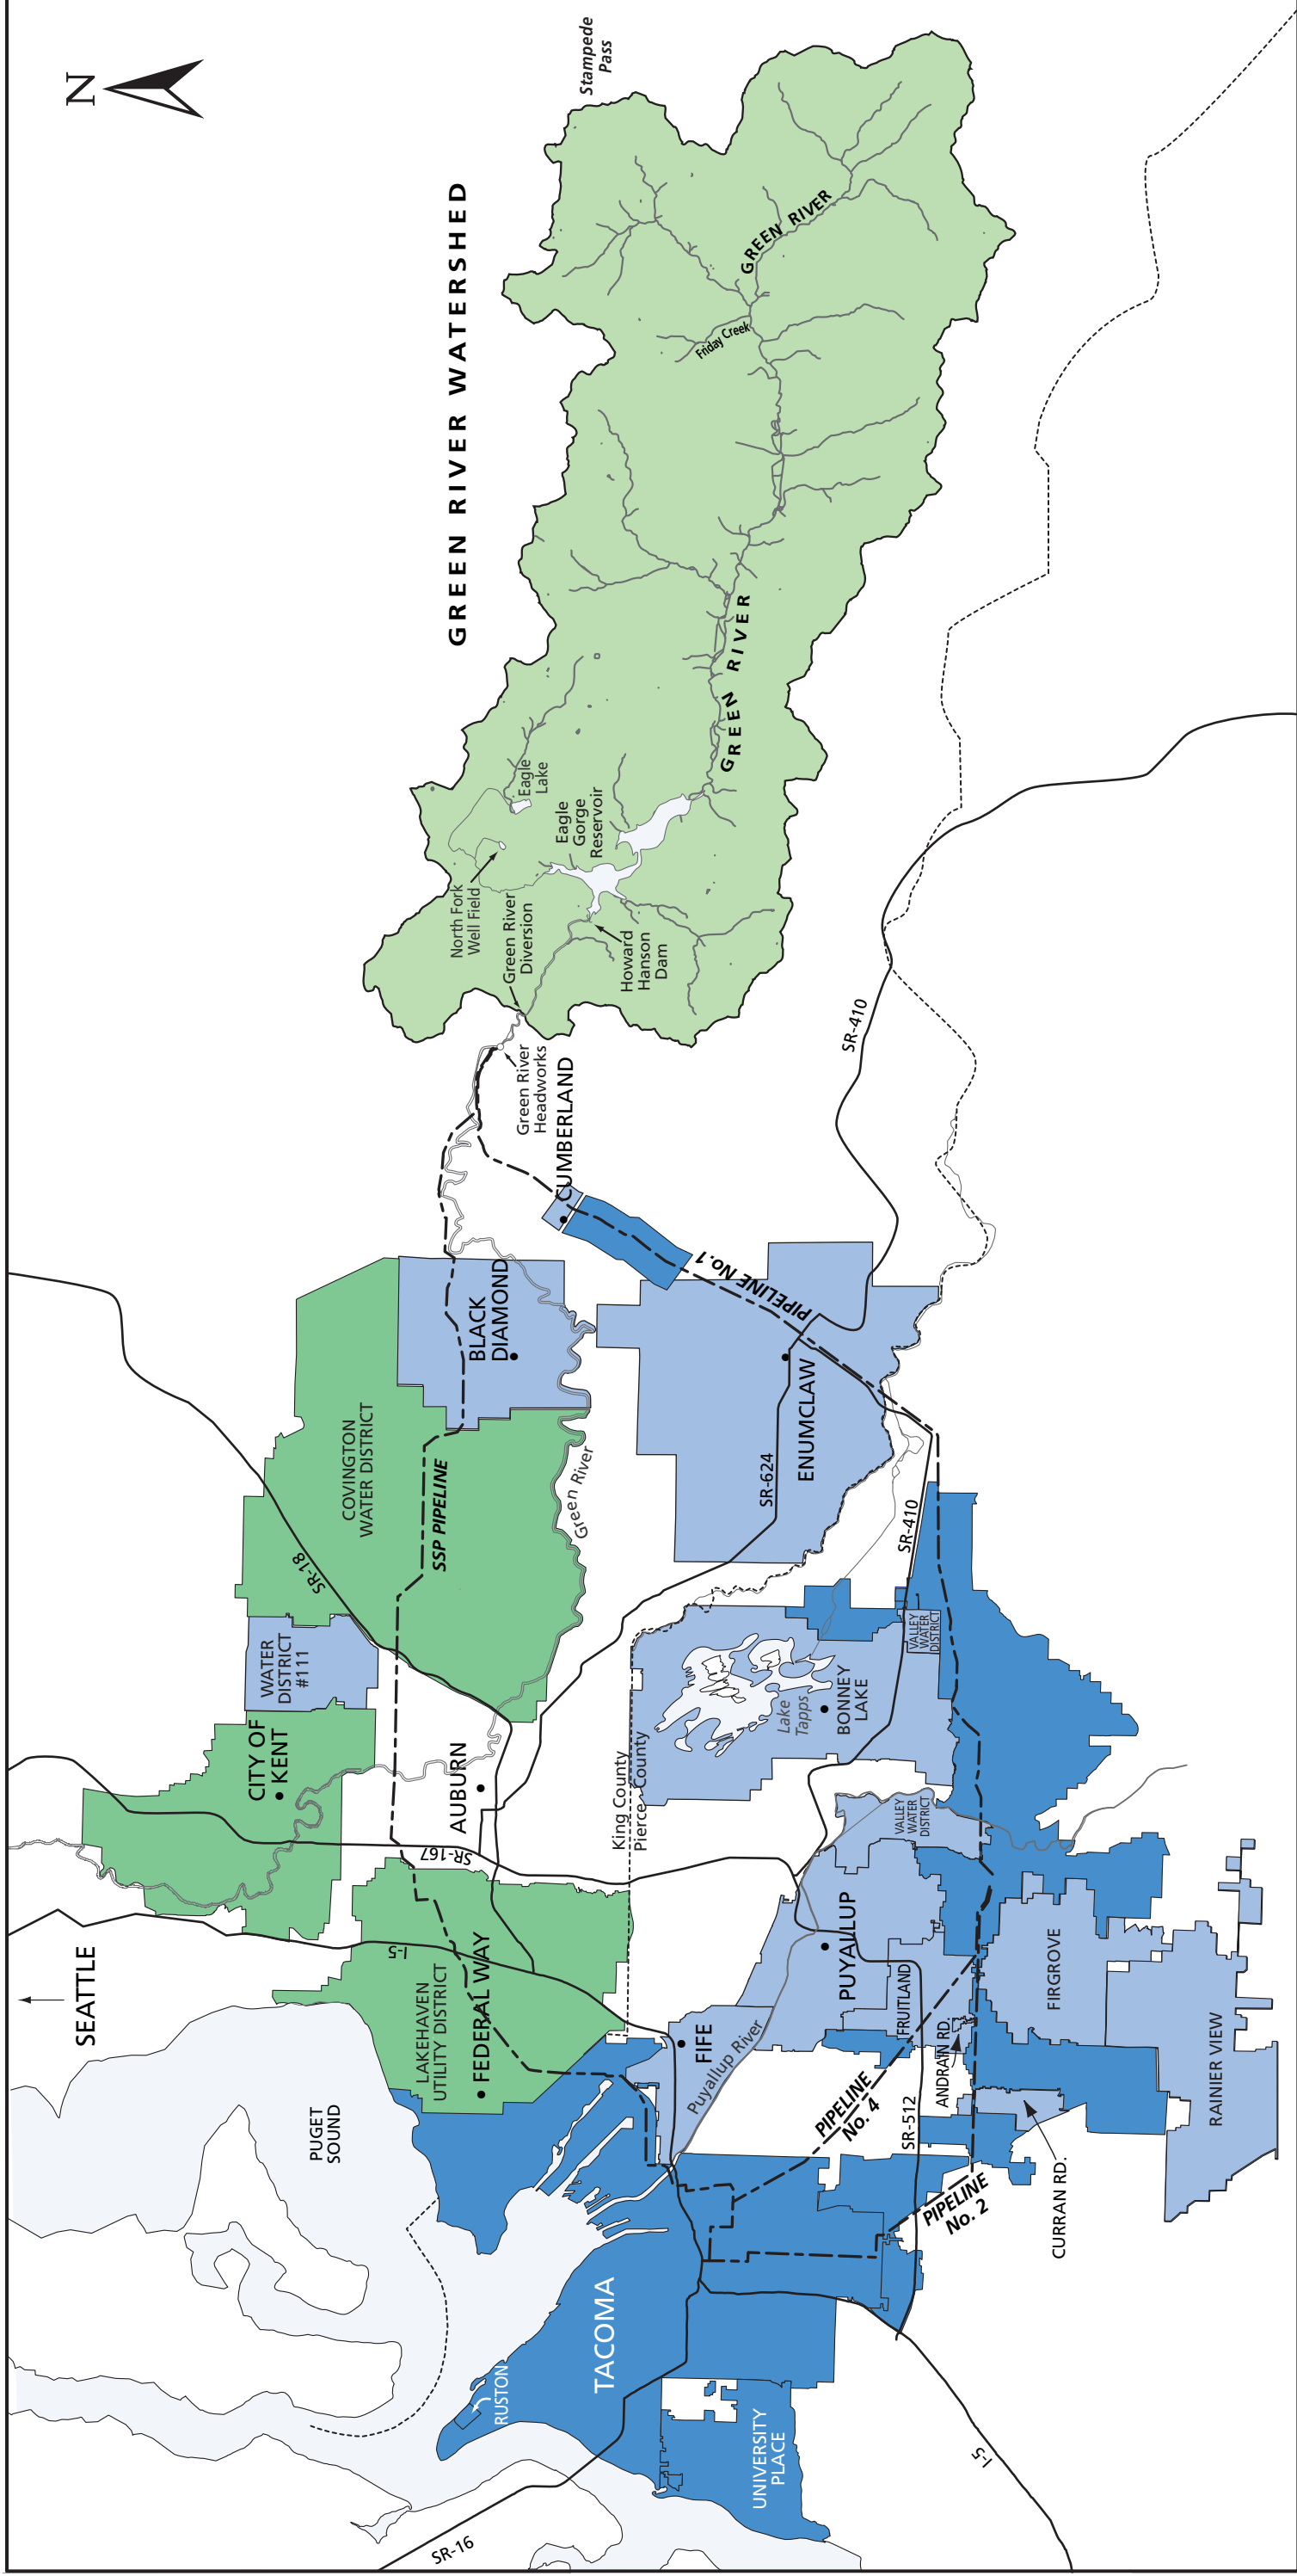 N
Stampede
Pass
GREEN RIVER WATERSHED
GREEN RIVER
Friday Creek
GREEN RIVER
Eagle
Lake
Eagle
Gorge
Reservoir
North Fork
Well Field
Green River
Diversion
Howard
Hanson
Dam
Green River
Headworks
CUMBERLAND
SR-410
PIPELINE No.1
BLACK
DIAMOND
ENUMCLAW
SR-624
COVINGTON
WATER DISTRICT
SSP PIPELINE
Green River
SR-18
SR-410
WATER
DISTRICT
#111
VALLEY
WATER
DISTRICT
Lake
Tapps
BONNEY
LAKE
CITY OF
KENT
AUBURN
King County
Pierce County
VALLEY
WATER
DISTRICT
SR-167
SEATTLE
I-5
LAKEHAVEN
UTILITY DISTRICT
FEDERAL WAY
PUYALLUP
FRUITLAND
FIRGROVE
RAINIER VIEW
FIFE
Puyallup River
ANDRAIN RD.
PIPELINE
No. 4
SR-512
CURRAN RD.
PIPELINE
No. 2
PUGET
SOUND
TACOMA
RUSTON
UNIVERSITY
PLACE
I-5
SR-16